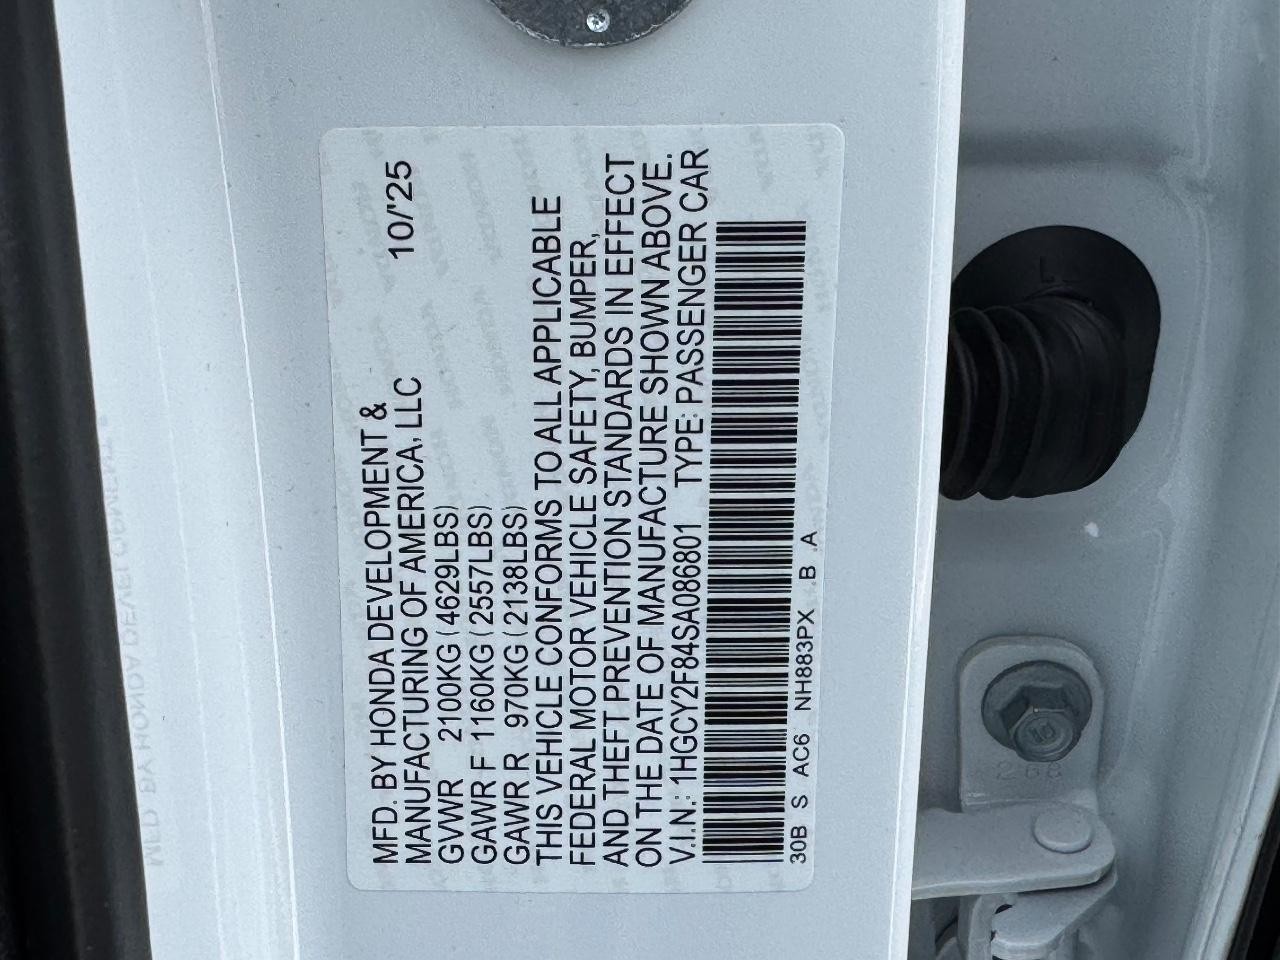 MFD. BY HONDA DEVELOPMENT &
MANUFACTURING OF AMERICA, LLC 10/'25
GVWR 2100KG (4629LBS)
GAWR F 1160KG (2557LBS)
GAWR R 970KG (2138LBS)
THIS VEHICLE CONFORMS TO ALL APPLICABLE
FEDERAL MOTOR VEHICLE SAFETY, BUMPER,
AND THEFT PREVENTION STANDARDS IN EFFECT
ON THE DATE OF MANUFACTURE SHOWN ABOVE.
V.I.N.: 1HGCY2F84SA086801 TYPE: PASSENGER CAR
30B S AC6 NH883PX B A
L
10
268